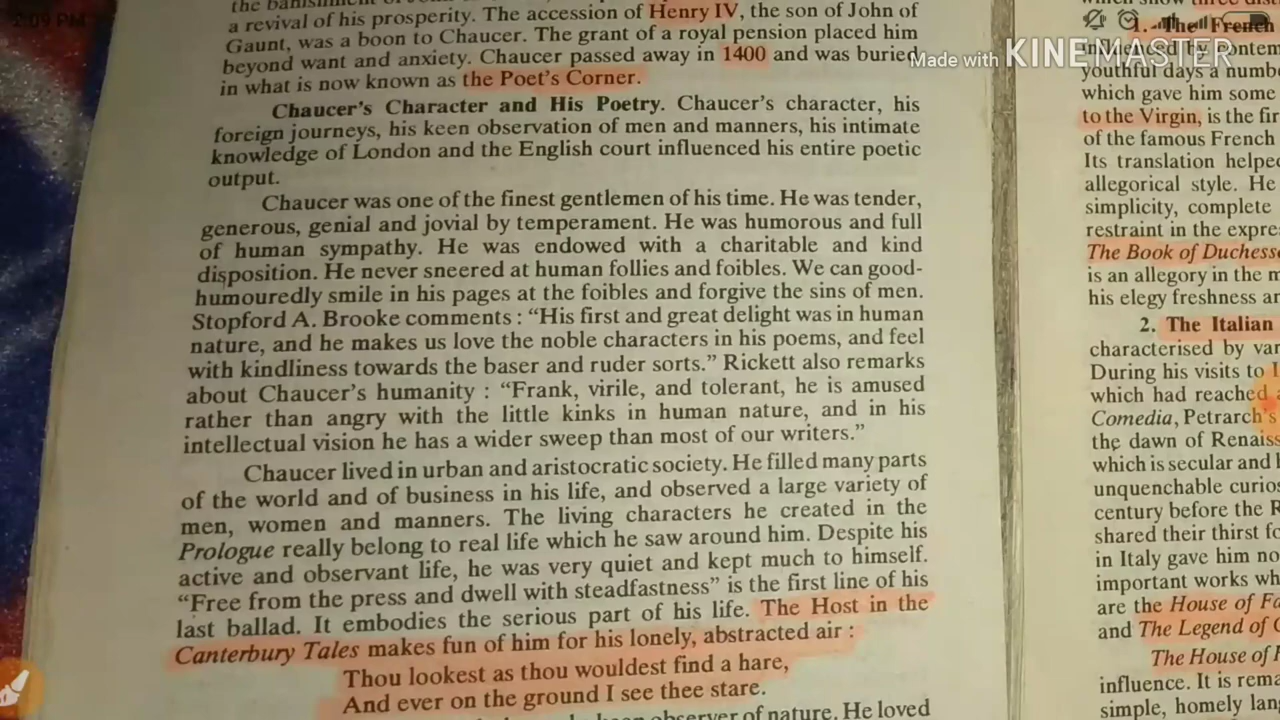 a revival of his prosperity. The accession of Henry IV, the son of John of
Gaunt, was a boon to Chaucer. The grant of a royal pension placed him
beyond want and anxiety. Chaucer passed away in 1400 and was buried
in what is now known as the Poet's Corner.
Chaucer's Character and His Poetry. Chaucer's character, his
foreign journeys, his keen observation of men and manners, his intimate
knowledge of London and the English court influenced his entire poetic
output.
Chaucer was one of the finest gentlemen of his time. He was tender,
generous, genial and jovial by temperament. He was humorous and full
of human sympathy. He was endowed with a charitable and kind
disposition. He never sneered at human follies and foibles. We can good-
humouredly smile in his pages at the foibles and forgive the sins of men.
Stopford A. Brooke comments : “His first and great delight was in human
nature, and he makes us love the noble characters in his poems, and feel
with kindliness towards the baser and ruder sorts.” Rickett also remarks
about Chaucer's humanity : “Frank, virile, and tolerant, he is amused
rather than angry with the little kinks in human nature, and in his
intellectual vision he has a wider sweep than most of our writers.”
Chaucer lived in urban and aristocratic society. He filled many parts
of the world and of business in his life, and observed a large variety of
men, women and manners. The living characters he created in the
Prologue really belong to real life which he saw around him. Despite his
active and observant life, he was very quiet and kept much to himself.
“Free from the press and dwell with steadfastness” is the first line of his
last ballad. It embodies the serious part of his life. The Host in the
Canterbury Tales makes fun of him for his lonely, abstracted air :
Thou lookest as thou wouldest find a hare,
And ever on the ground I see thee stare.
observer of nature. He loved
Made with KINEMASTER
1. The French
youthful days a
which gave him some
to the Virgin, is the
of the famous French
Its translation
allegorical style. He
simplicity, complete
restraint in the
The Book of
is an allegory in the
his elegy freshness
2. The Italian
characterised by
During his visits to
which had reached
Comedia, Petrarch's
the dawn of
which is secular and
unquenchable
century before the
shared their thirst
in Italy gave him
important works
are the House of
and The Legend of
The House of
influence. It is
simple, homely